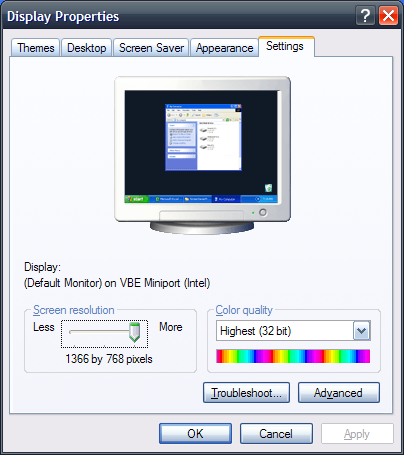 Display Properties
Themes Desktop Screen Saver Appearance Settings
start
Display:
(Default Monitor) on VBE Miniport (Intel)
Screen resolution
Less More
1366 by 768 pixels
Color quality
Highest (32 bit)
Troubleshoot... Advanced
OK Cancel Apply